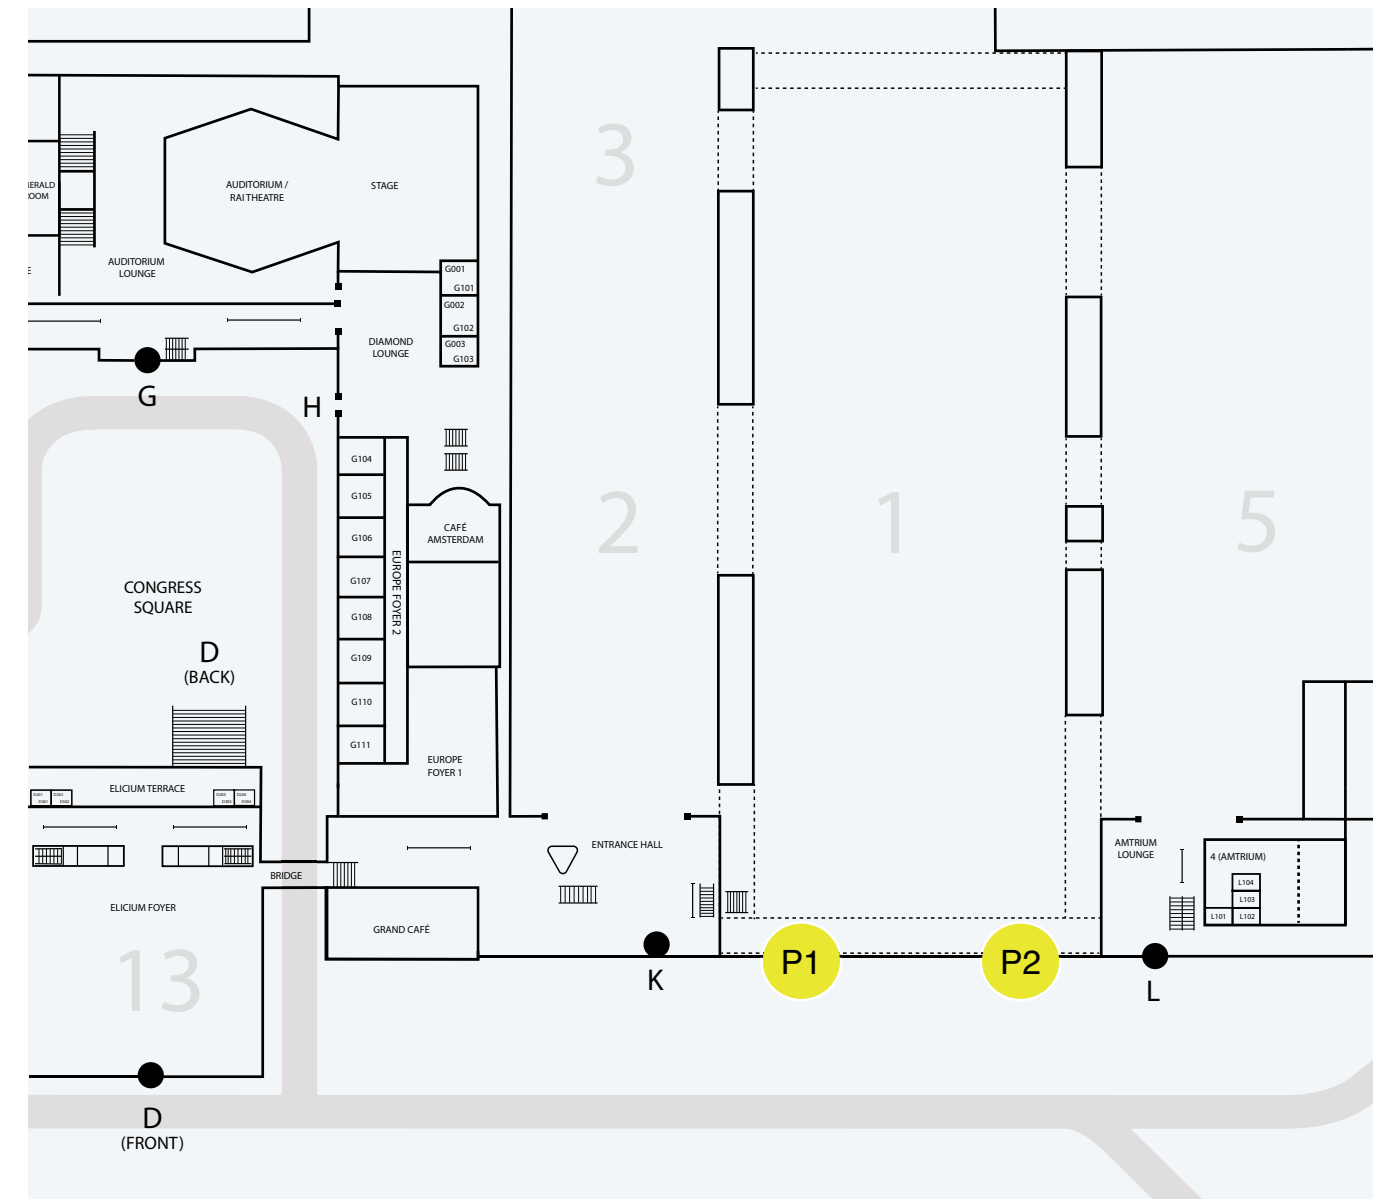 3
AUDITORIUM /
RAI THEATRE
STAGE
IERALD
OOM
AUDITORIUM
LOUNGE
E
G001
G101
G002
G102
G003
G103
DIAMOND
LOUNGE
G
H
G104
G105
G106
G107
G108
G109
G110
G111
EUROPE FOYER 2
CAFÉ
AMSTERDAM
2
1
5
CONGRESS
SQUARE
D
(BACK)
EUROPE
FOYER 1
ELICIUM TERRACE
ENTRANCE HALL
AMTRIUM
LOUNGE
4 (AMTRIUM)
L104
L103
L101
L102
BRIDGE
ELICIUM FOYER
GRAND CAFÉ
13
K
P1
P2
L
D
(FRONT)